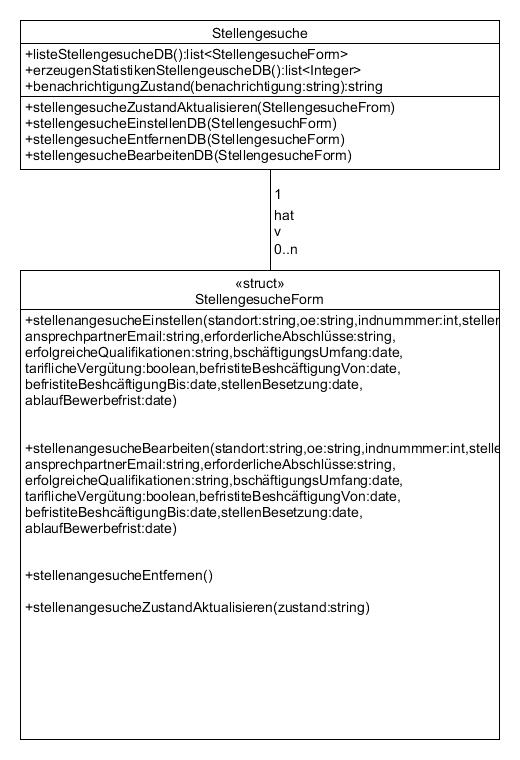 Stellengesuche
+listeStellengesucheDB():list<StellengesucheForm>
+erzeugenStatistikenStellengeuscheDB():list<Integer>
+benachrichtigungZustand(benachrichtigung:string):string
+stellengesucheZustandAktualisieren(StellengesucheFrom)
+stellengesucheEinstellenDB(StellengesuchForm)
+stellengesucheEntfernenDB(StellengesucheForm)
+stellengesucheBearbeitenDB(StellengesucheForm)
1
hat
v
0..n
«struct»
StellengesucheForm
+stellenangesucheEinstellen(standort:string,oe:string,indnummmer:int,steller
ansprechpartnerEmail:string,erforderlicheAbschlüsse:string,
erfolgreicheQualifikationen:string,bschäftigungsUmfang:date,
tariflicheVergütung:boolean,befristiteBeshcäftigungVon:date,
befristiteBeshcäftigungBis:date,stellenBesetzung:date,
ablaufBewerbefrist:date)
+stellenangesucheBearbeiten(standort:string,oe:string,indnummmer:int,stelle
ansprechpartnerEmail:string,erforderlicheAbschlüsse:string,
erfolgreicheQualifikationen:string,bschäftigungsUmfang:date,
tariflicheVergütung:boolean,befristiteBeshcäftigungVon:date,
befristiteBeshcäftigungBis:date,stellenBesetzung:date,
ablaufBewerbefrist:date)
+stellenangesucheEntfernen()
+stellenangesucheZustandAktualisieren(zustand:string)